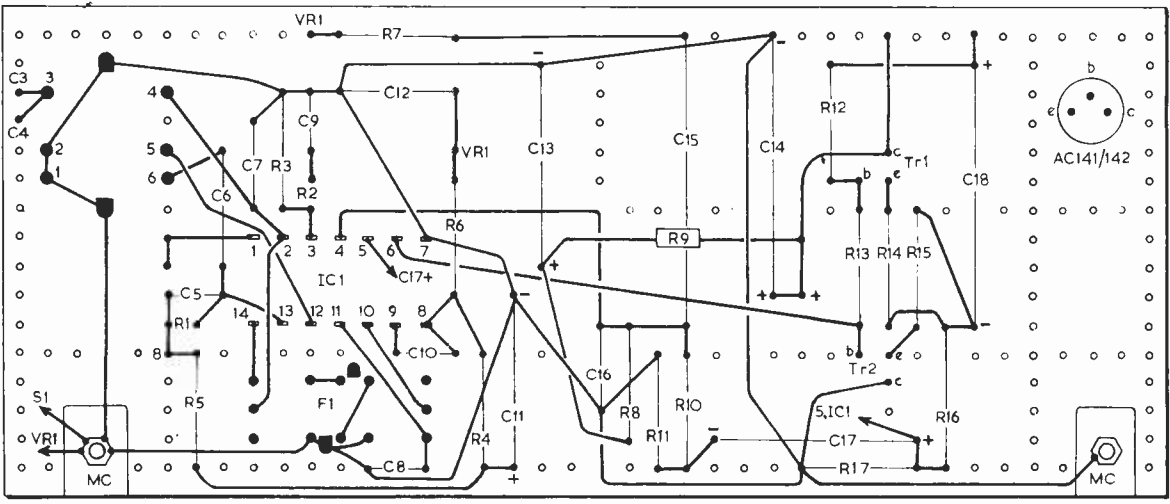 VR1
R7
C3 3
C4
4
C12
C9
C7 R3
VR1
C13
C15
C14
R12
+
b
e c
AC141/142
2
5
1
6
C6
R2
c
Tr1
b e
C18
R6
1 2 3 4 5 6 7
R9
R13 R14 R15
IC1
C17+
+
C5
-
+ +
R1
14 13 12 11 10 9 8
-
8
C10
b e
Tr2
c
C16
S1
R5
F1
R4
C11
R8
R11
R10
-
5,IC1
C17
+
R16
VR1
MC
C8
+
R17
MC